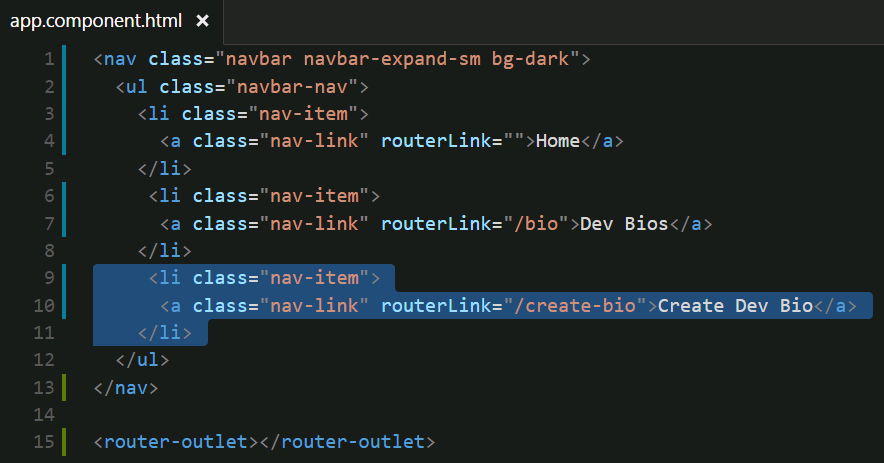 app.component.html ×
1 <nav class="navbar navbar-expand-sm bg-dark">
2   <ul class="navbar-nav">
3     <li class="nav-item">
4       <a class="nav-link" routerLink="">Home</a>
5     </li>
6      <li class="nav-item">
7       <a class="nav-link" routerLink="/bio">Dev Bios</a>
8     </li>
9      <li class="nav-item">
10       <a class="nav-link" routerLink="/create-bio">Create Dev Bio</a>
11     </li>
12   </ul>
13 </nav>
14
15 <router-outlet></router-outlet>